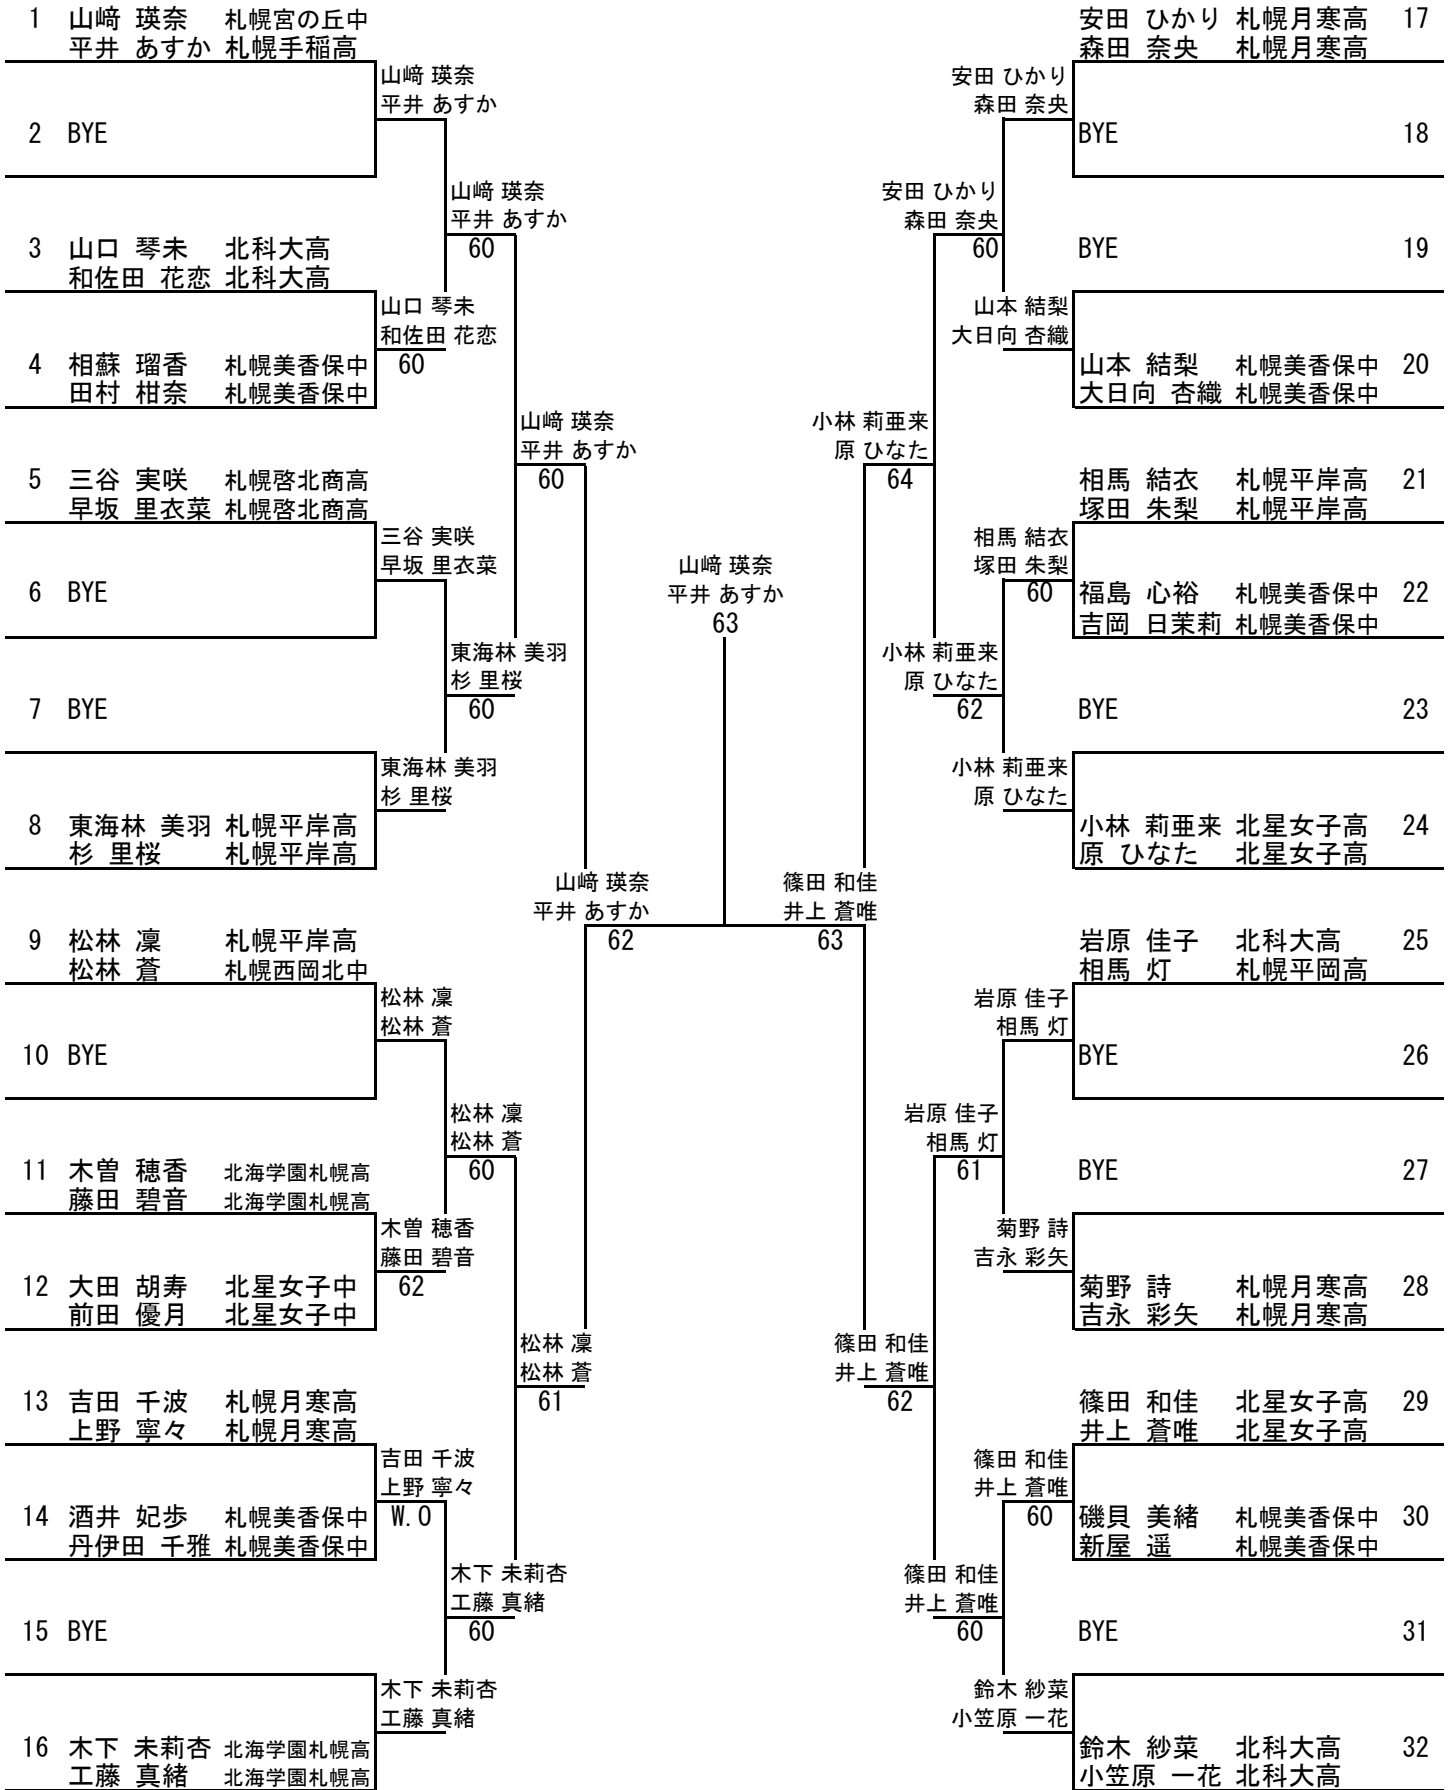 1 山﨑 瑛奈 札幌宮の丘中
平井 あすか 札幌手稲高
2 BYE
3 山口 琴未 北科大高
和佐田 花恋 北科大高
4 相蘇 瑠香 札幌美香保中
田村 柑奈 札幌美香保中
5 三谷 実咲 札幌啓北商高
早坂 里衣菜 札幌啓北商高
6 BYE
7 BYE
8 東海林 美羽 札幌平岸高
杉 里桜 札幌平岸高
9 松林 凜 札幌平岸高
松林 蒼 札幌西岡北中
10 BYE
11 木曽 穂香 北海学園札幌高
藤田 碧音 北海学園札幌高
12 大田 胡寿 北星女子中
前田 優月 北星女子中
13 吉田 千波 札幌月寒高
上野 寧々 札幌月寒高
14 酒井 妃歩 札幌美香保中
丹伊田 千雅 札幌美香保中
15 BYE
16 木下 未莉杏 北海学園札幌高
工藤 真緒 北海学園札幌高
山﨑 瑛奈
平井 あすか
山口 琴未
和佐田 花恋
60
三谷 実咲
早坂 里衣菜
東海林 美羽
杉 里桜
松林 凜
松林 蒼
木曽 穂香
藤田 碧音
62
吉田 千波
上野 寧々
W.O
木下 未莉杏
工藤 真緒
山﨑 瑛奈
平井 あすか
60
東海林 美羽
杉 里桜
60
松林 凜
松林 蒼
60
木下 未莉杏
工藤 真緒
60
山﨑 瑛奈
平井 あすか
60
松林 凜
松林 蒼
61
山﨑 瑛奈
平井 あすか
62
山﨑 瑛奈
平井 あすか
63
篠田 和佳
井上 蒼唯
63
小林 莉亜来
原 ひなた
64
篠田 和佳
井上 蒼唯
62
安田 ひかり
森田 奈央
60
小林 莉亜来
原 ひなた
62
岩原 佳子
相馬 灯
61
篠田 和佳
井上 蒼唯
60
安田 ひかり
森田 奈央
山本 結梨
大日向 杏織
相馬 結衣
塚田 朱梨
60
小林 莉亜来
原 ひなた
岩原 佳子
相馬 灯
菊野 詩
吉永 彩矢
篠田 和佳
井上 蒼唯
60
鈴木 紗菜
小笠原 一花
安田 ひかり 札幌月寒高 17
森田 奈央 札幌月寒高
BYE 18
BYE 19
山本 結梨 札幌美香保中 20
大日向 杏織 札幌美香保中
相馬 結衣 札幌平岸高 21
塚田 朱梨 札幌平岸高
福島 心裕 札幌美香保中 22
吉岡 日茉莉 札幌美香保中
BYE 23
小林 莉亜来 北星女子高 24
原 ひなた 北星女子高
岩原 佳子 北科大高 25
相馬 灯 札幌平岡高
BYE 26
BYE 27
菊野 詩 札幌月寒高 28
吉永 彩矢 札幌月寒高
篠田 和佳 北星女子高 29
井上 蒼唯 北星女子高
磯貝 美緒 札幌美香保中 30
新屋 遥 札幌美香保中
BYE 31
鈴木 紗菜 北科大高 32
小笠原 一花 北科大高